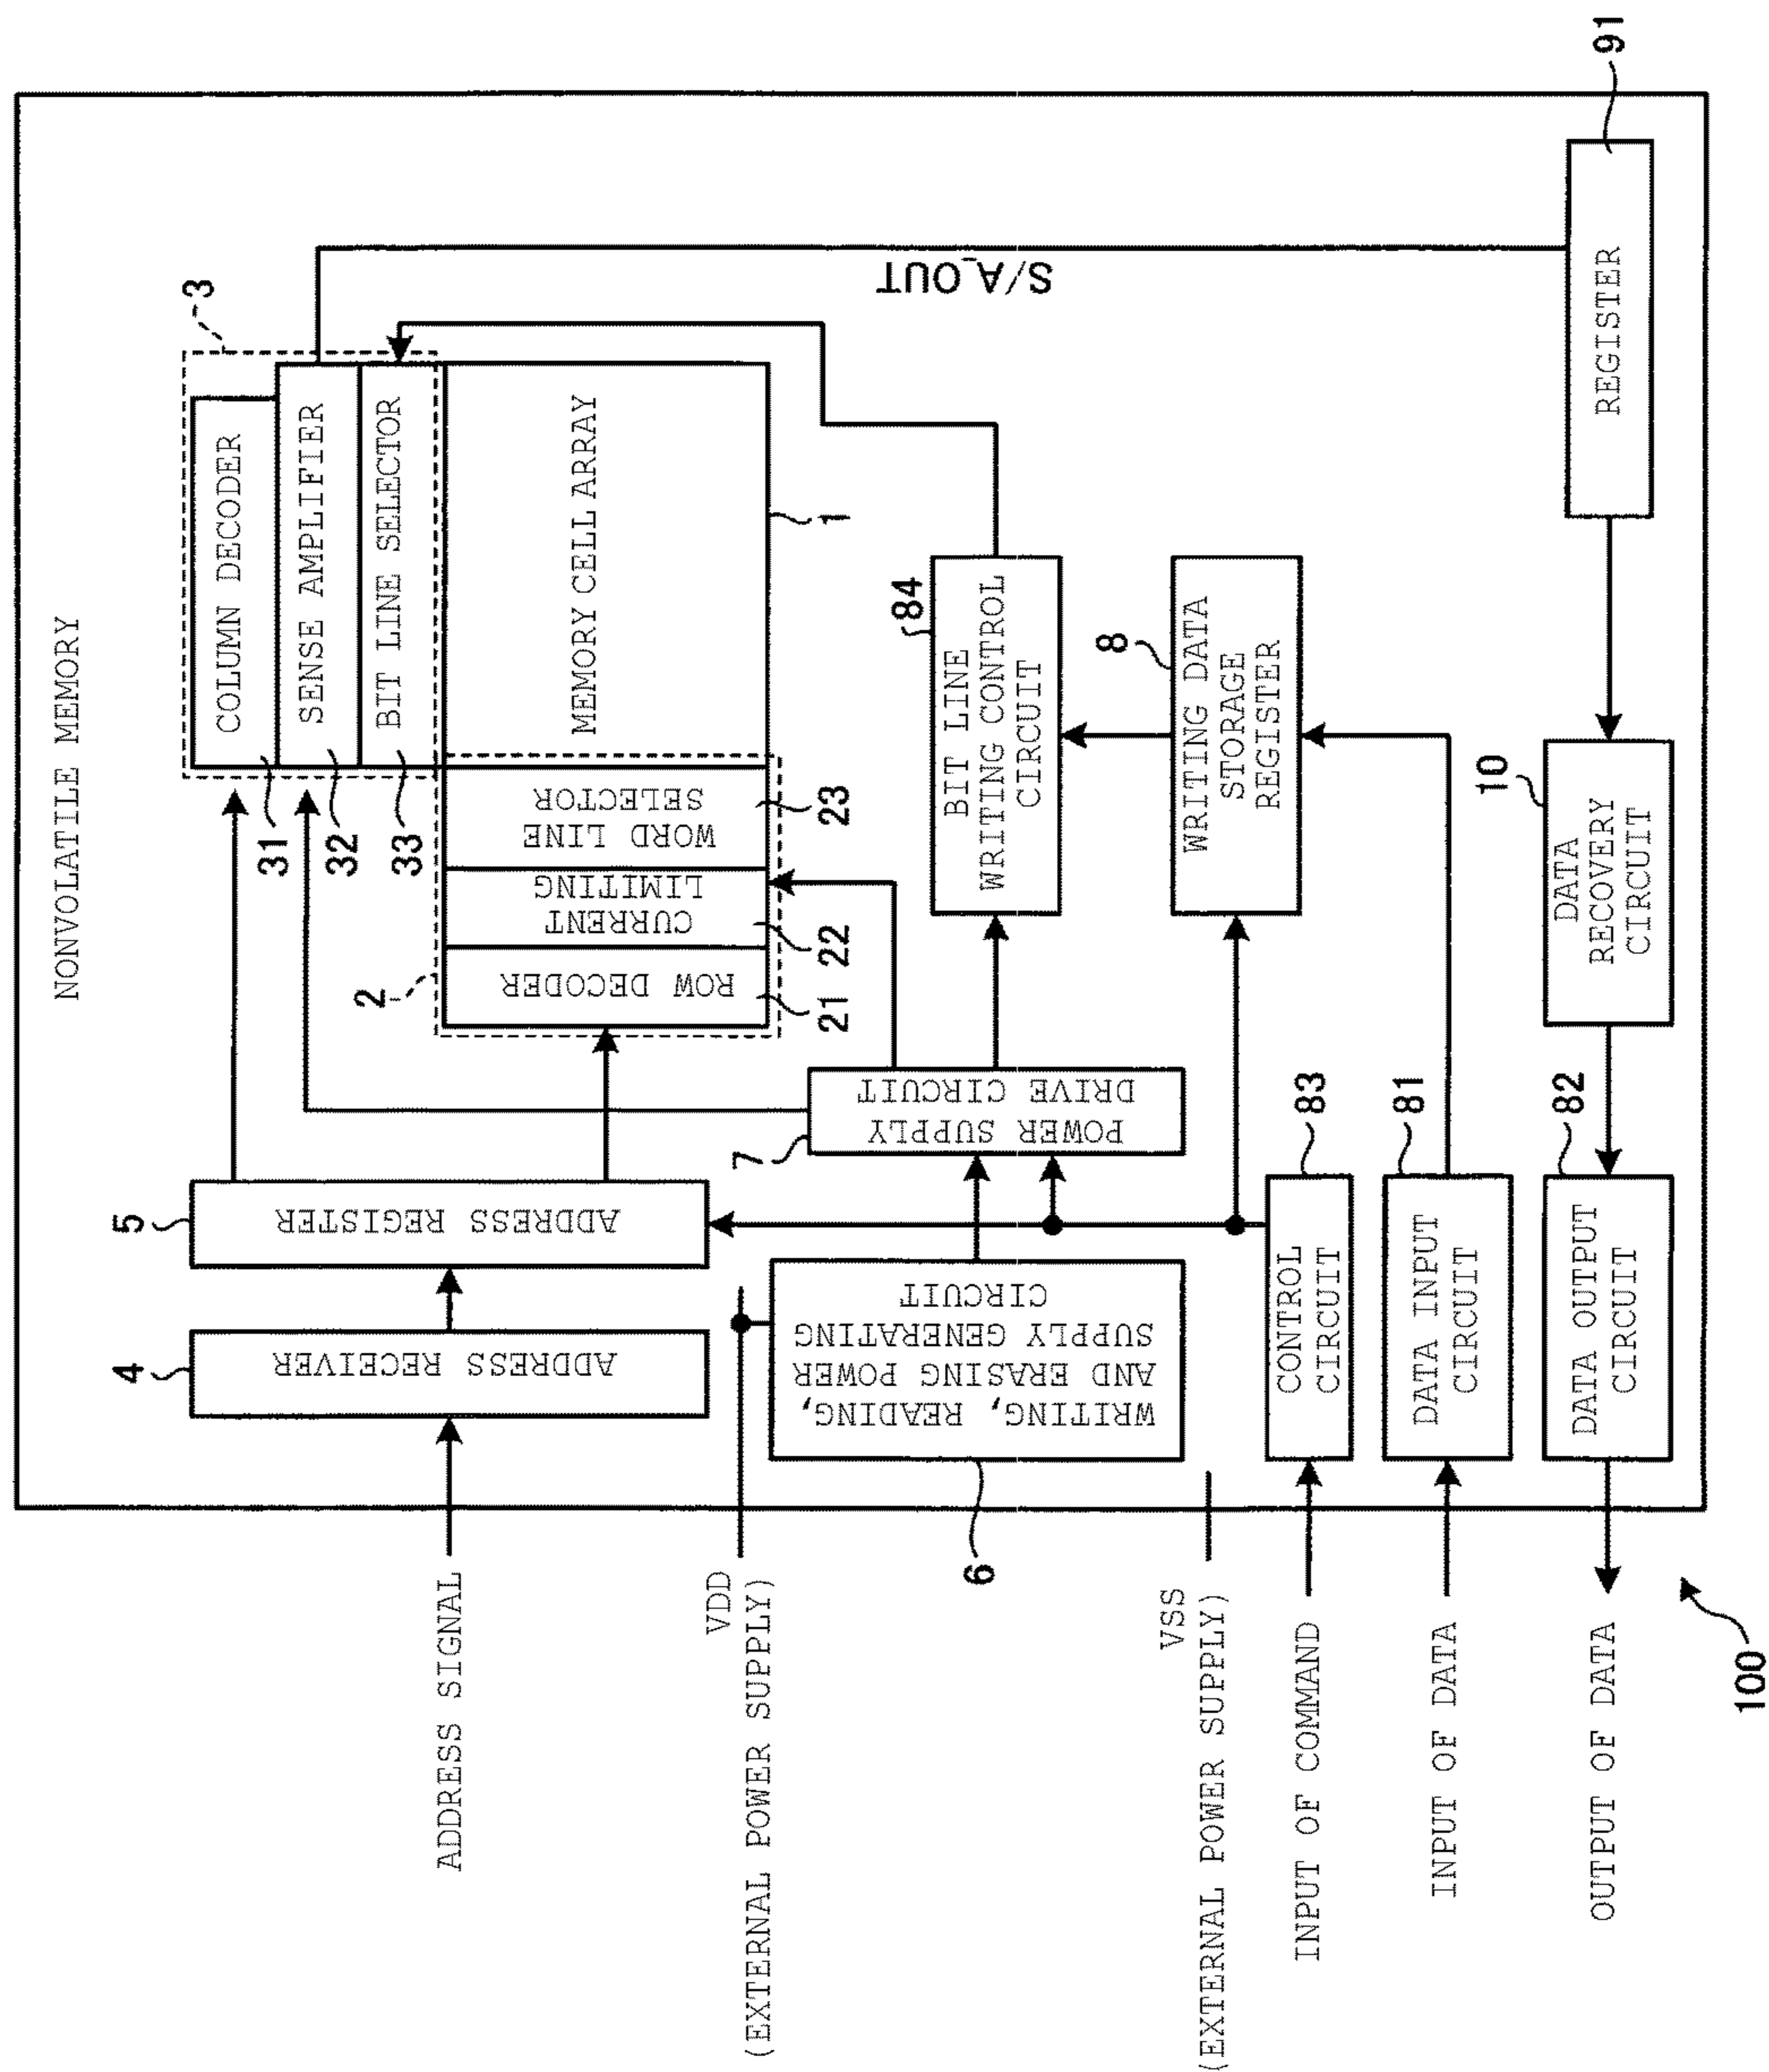 NONVOLATILE MEMORY
ADDRESS SIGNAL
4
ADDRESS RECEIVER
5
ADDRESS REGISTER
3
COLUMN DECODER
31
SENSE AMPLIFIER
32
BIT LINE SELECTOR
33
2
ROW DECODER
21
CURRENT
LIMITING
22
WORD LINE
SELECTOR
23
MEMORY CELL ARRAY
1
S/A_OUT
VDD
(EXTERNAL POWER SUPPLY)
WRITING, READING,
AND ERASING POWER
SUPPLY GENERATING
CIRCUIT
6
7
POWER SUPPLY
DRIVE CIRCUIT
84
BIT LINE
WRITING CONTROL
CIRCUIT
8
WRITING DATA
STORAGE
REGISTER
VSS
(EXTERNAL POWER SUPPLY)
INPUT OF COMMAND
CONTROL
CIRCUIT
83
INPUT OF DATA
DATA INPUT
CIRCUIT
81
OUTPUT OF DATA
DATA OUTPUT
CIRCUIT
82
10
DATA
RECOVERY
CIRCUIT
REGISTER
91
100